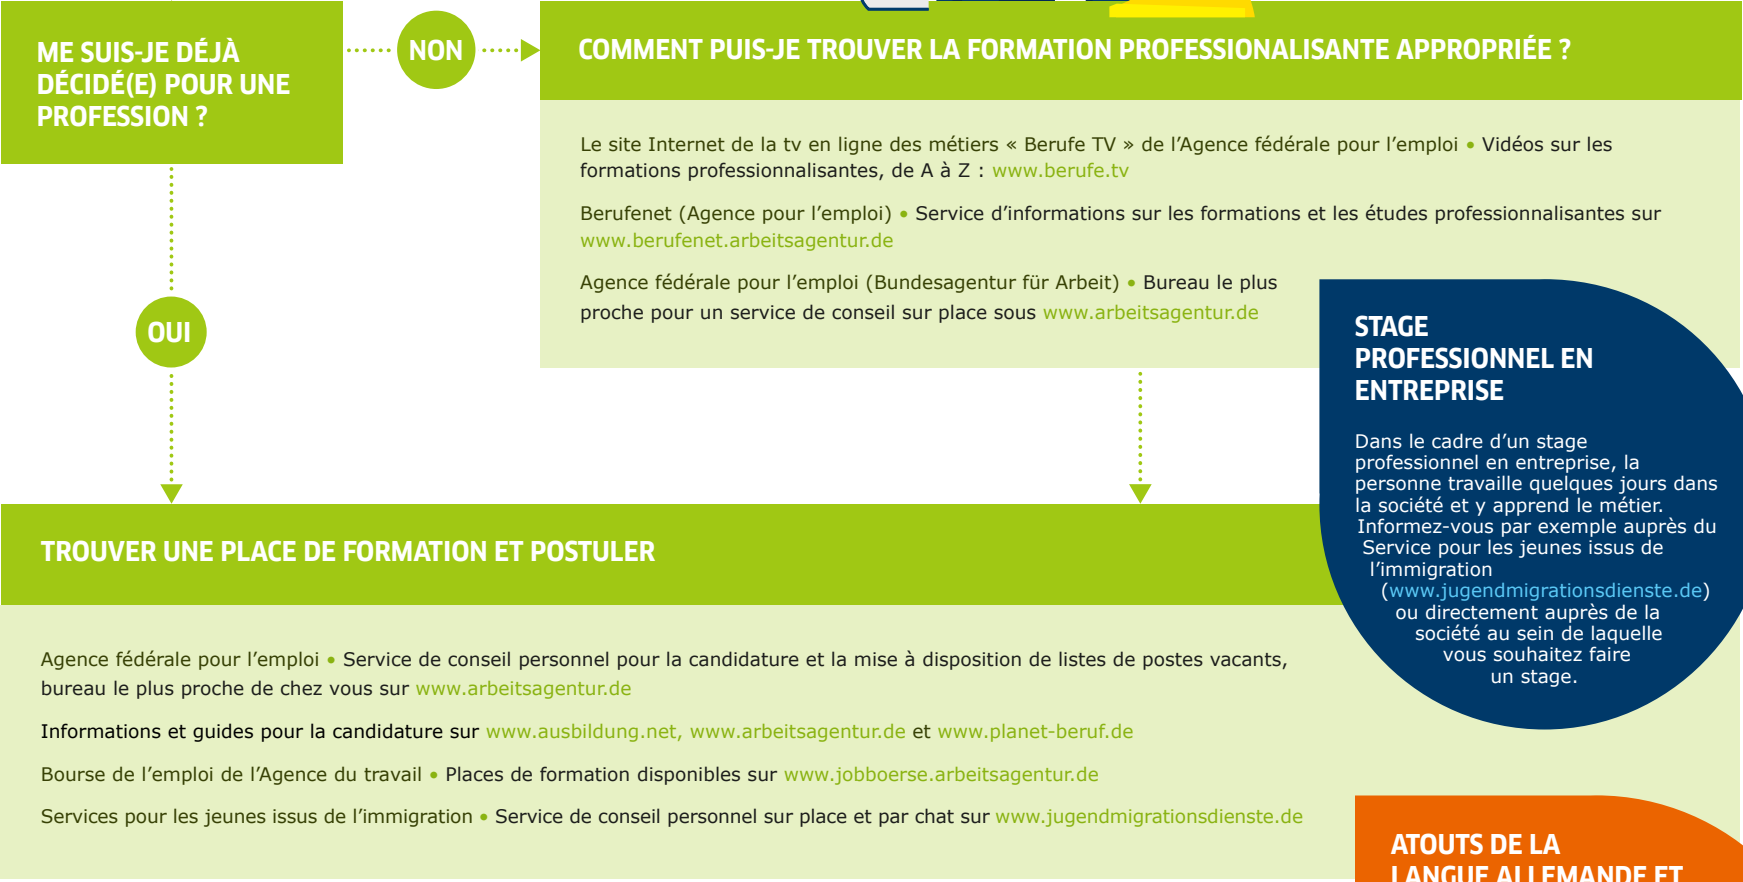 ME SUIS-JE DÉJÀ
DÉCIDÉ(E) POUR UNE
PROFESSION ?
NON
COMMENT PUIS-JE TROUVER LA FORMATION PROFESSIONALISANTE APPROPRIÉE ?
Le site Internet de la tv en ligne des métiers « Berufe TV » de l’Agence fédérale pour l’emploi • Vidéos sur les
formations professionnalisantes, de A à Z : www.berufe.tv
Berufenet (Agence pour l’emploi) • Service d’informations sur les formations et les études professionnalisantes sur
www.berufenet.arbeitsagentur.de
Agence fédérale pour l’emploi (Bundesagentur für Arbeit) • Bureau le plus
proche pour un service de conseil sur place sous www.arbeitsagentur.de
OUI
STAGE
PROFESSIONNEL EN
ENTREPRISE
Dans le cadre d’un stage
professionnel en entreprise, la
personne travaille quelques jours dans
la société et y apprend le métier.
Informez-vous par exemple auprès du
Service pour les jeunes issus de
l’immigration
(www.jugendmigrationsdienste.de)
ou directement auprès de la
société au sein de laquelle
vous souhaitez faire
un stage.
TROUVER UNE PLACE DE FORMATION ET POSTULER
Agence fédérale pour l’emploi • Service de conseil personnel pour la candidature et la mise à disposition de listes de postes vacants,
bureau le plus proche de chez vous sur www.arbeitsagentur.de
Informations et guides pour la candidature sur www.ausbildung.net, www.arbeitsagentur.de et www.planet-beruf.de
Bourse de l’emploi de l’Agence du travail • Places de formation disponibles sur www.jobboerse.arbeitsagentur.de
Services pour les jeunes issus de l’immigration • Service de conseil personnel sur place et par chat sur www.jugendmigrationsdienste.de
ATOUTS DE LA
LANGUE ALLEMANDE ET